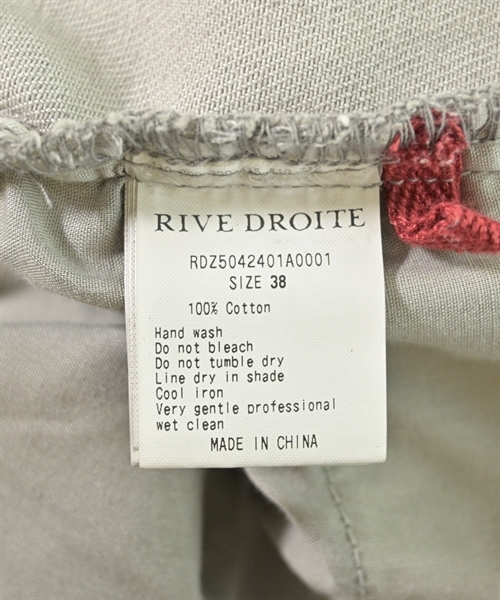 RIVE DROITE
RDZ5042401A0001
SIZE 38
100% Cotton
Hand wash
Do not bleach
Do not tumble dry
Line dry in shade
Cool iron
Very gentle professional
wet clean
MADE IN CHINA